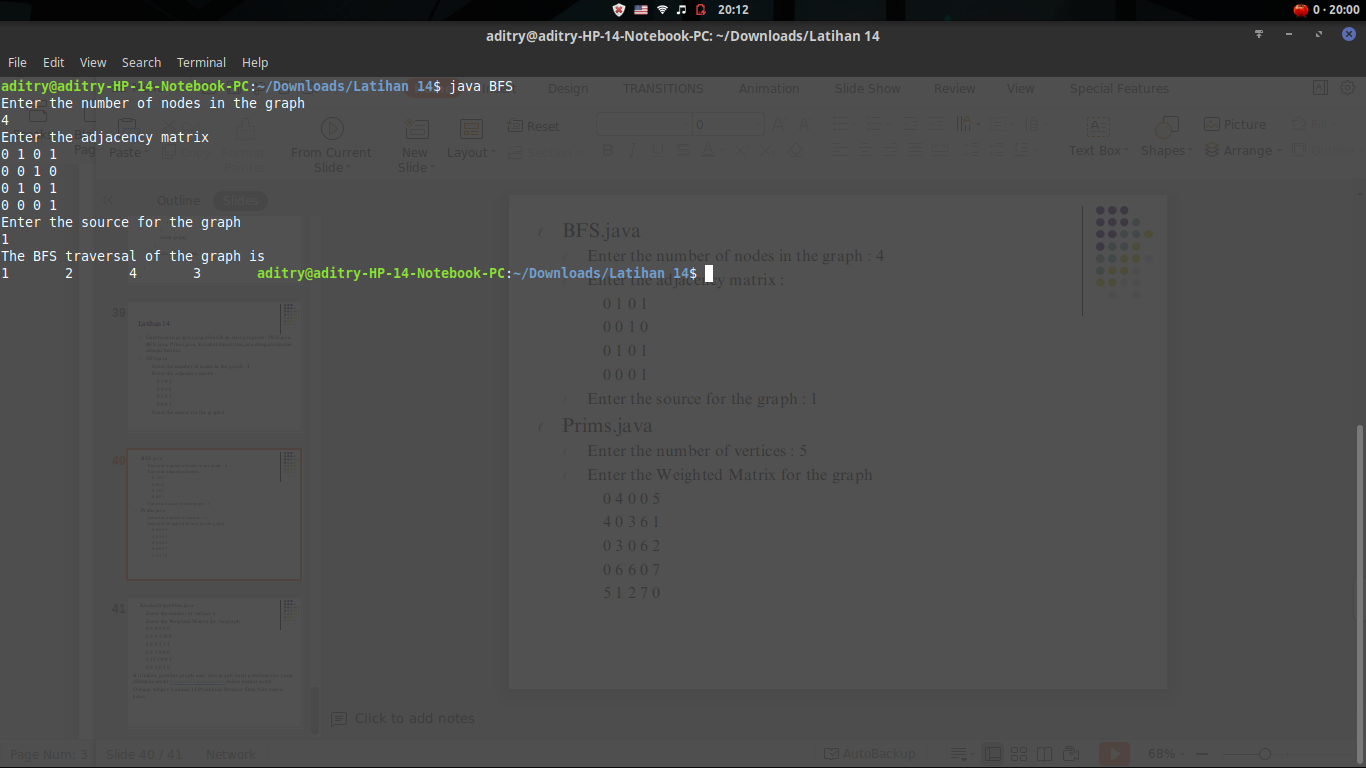 20:12
0 · 20:00
aditry@aditry-HP-14-Notebook-PC: ~/Downloads/Latihan 14
File Edit View Search Terminal Help
aditry@aditry-HP-14-Notebook-PC:~/Downloads/Latihan 14$ java BFS
Enter the number of nodes in the graph
4
Enter the adjacency matrix
0 1 0 1
0 0 1 0
0 1 0 1
0 0 0 1
Enter the source for the graph
1
The BFS traversal of the graph is
1 2 4 3 aditry@aditry-HP-14-Notebook-PC:~/Downloads/Latihan 14$
Design TRANSITIONS Animation Slide Show Review View Special Features
Paste From Current Slide New Slide Layout Reset Section
0
Text Box Shapes Picture Arrange
Outline Slides
39
Latihan 14
40
41
BFS.java
Enter the number of nodes in the graph : 4
Enter the adjacency matrix :
0 1 0 1
0 0 1 0
0 1 0 1
0 0 0 1
Enter the source for the graph : 1
Prims.java
Enter the number of vertices : 5
Enter the Weighted Matrix for the graph
0 4 0 0 5
4 0 3 6 1
0 3 0 6 2
0 6 6 0 7
5 1 2 7 0
Click to add notes
Page Num: 3 Slide 40 / 41 Network AutoBackup 68%